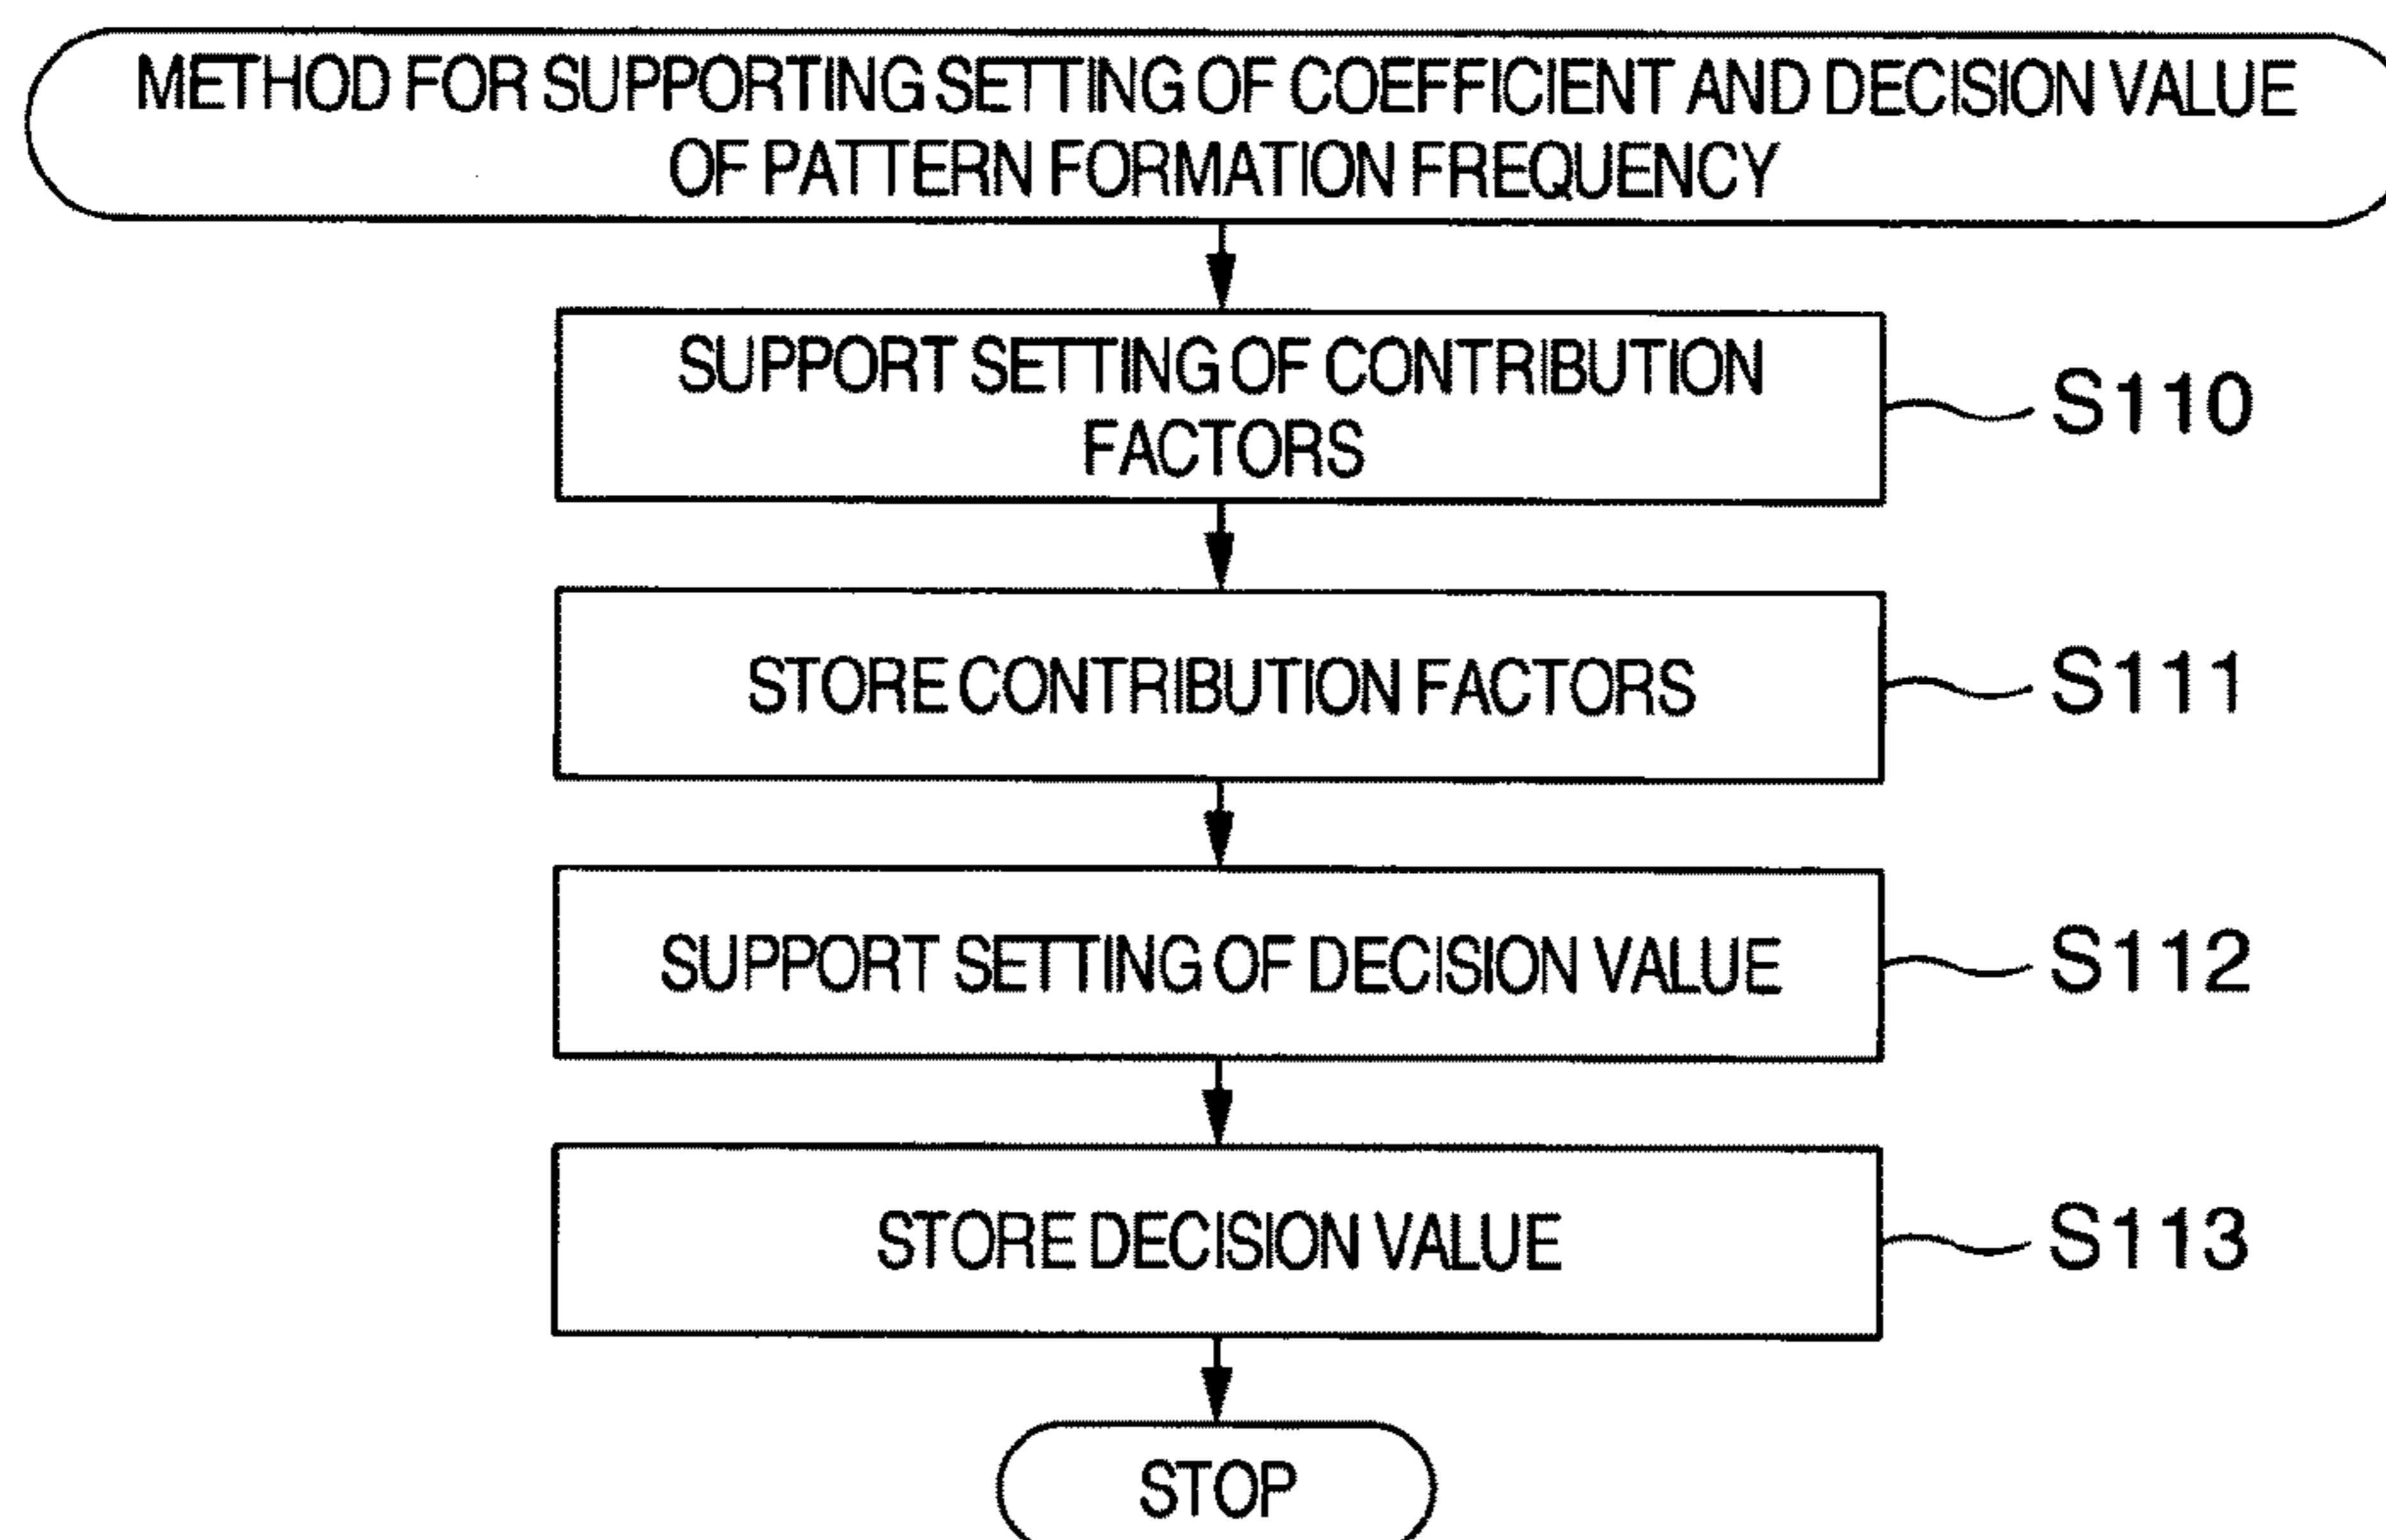 METHOD FOR SUPPORTING SETTING OF COEFFICIENT AND DECISION VALUE
OF PATTERN FORMATION FREQUENCY
SUPPORT SETTING OF CONTRIBUTION
FACTORS
S110
STORE CONTRIBUTION FACTORS
S111
SUPPORT SETTING OF DECISION VALUE
S112
STORE DECISION VALUE
S113
STOP